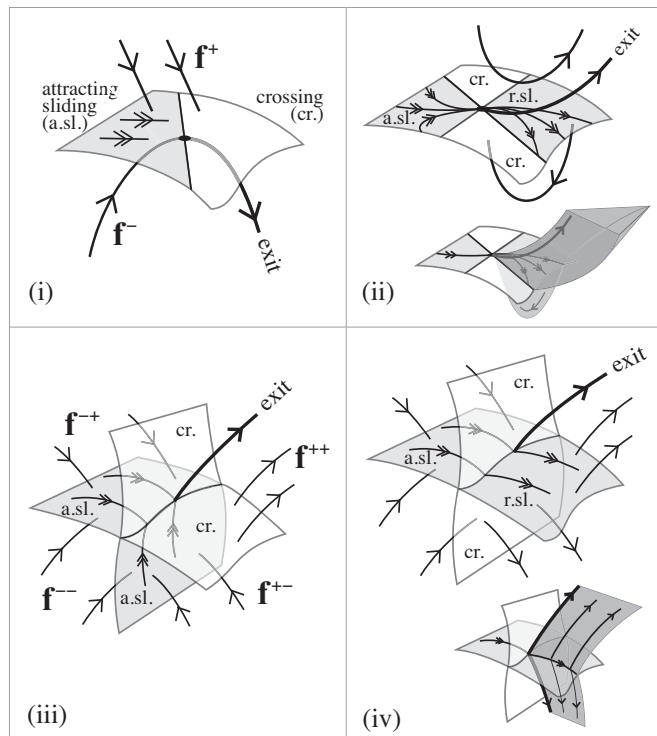 f+
attracting
sliding
(a.sl.)
crossing
(cr.)
f−
exit
(i)
exit
cr.
r.sl.
a.sl.
cr.
(ii)
exit
f−+
cr.
f++
a.sl.
cr.
f−−
a.sl.
f+−
(iii)
exit
cr.
a.sl.
r.sl.
cr.
(iv)